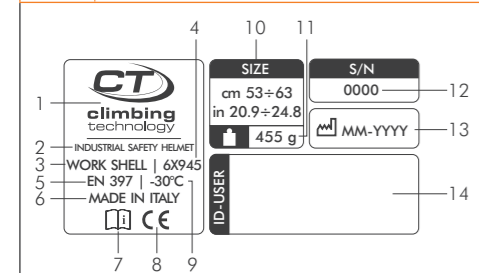 4
10
11
1
CT
climbing
technology
2
INDUSTRIAL SAFETY HELMET
3
WORK SHELL | 6X945
5
EN 397 | -30°C
6
MADE IN ITALY
i
CE
7
8
9
SIZE
cm 53÷63
in 20.9÷24.8
455 g
S/N
0000
12
MM-YYYY
13
ID-USER
14